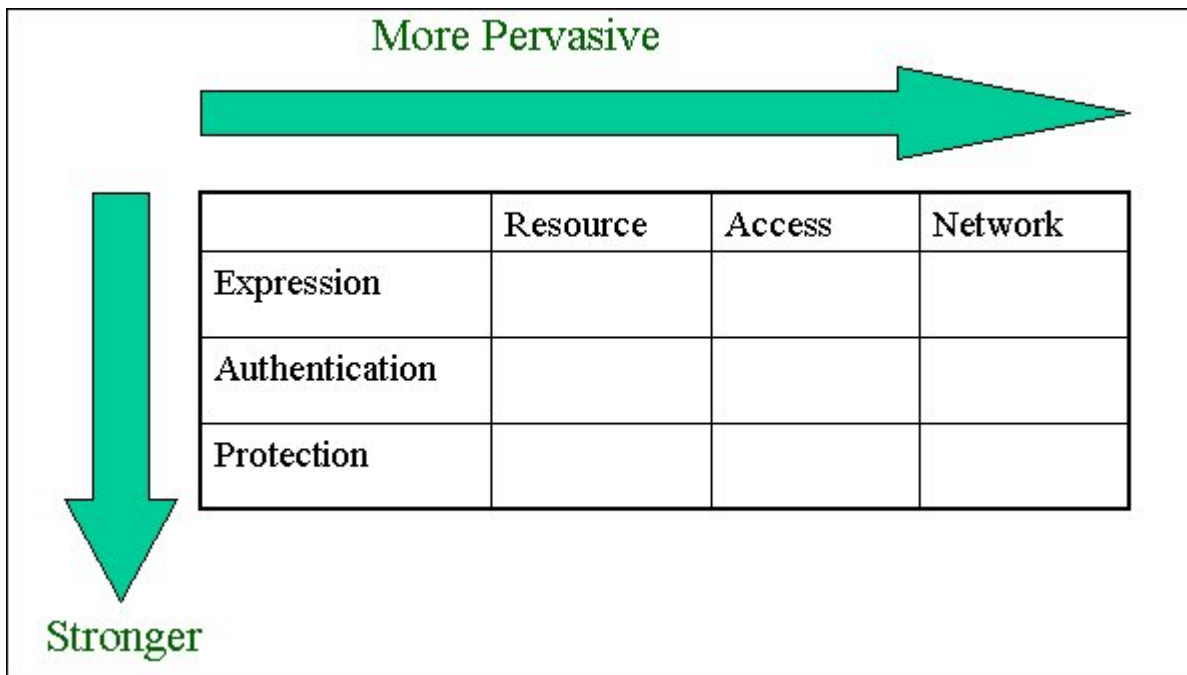 More Pervasive
Resource Access Network
Expression
Authentication
Protection
Stronger